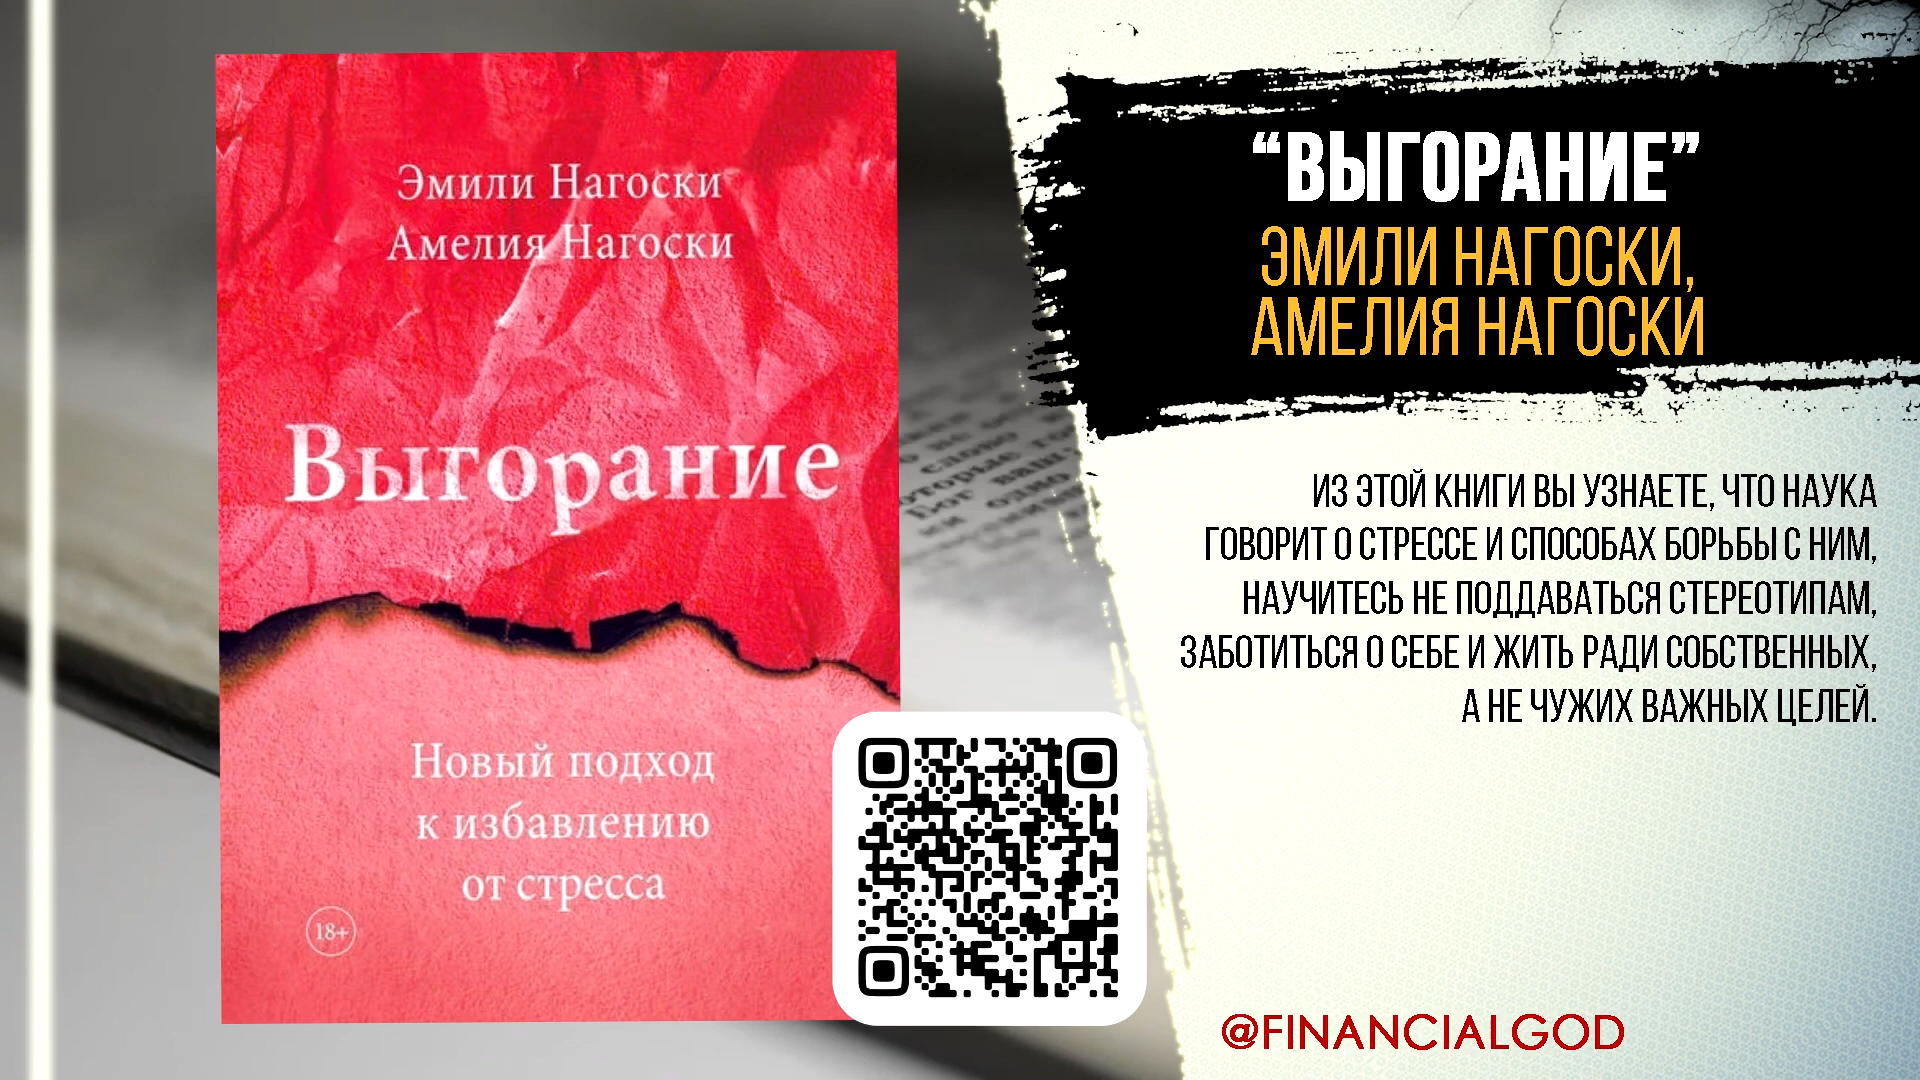 Эмили Нагоски
Амелия Нагоски
Выгорание
Новый подход
к избавлению
от стресса
18+
“ВЫГОРАНИЕ”
ЭМИЛИ НАГОСКИ,
АМЕЛИЯ НАГОСКИ
ИЗ ЭТОЙ КНИГИ ВЫ УЗНАЕТЕ, ЧТО НАУКА
ГОВОРИТ О СТРЕССЕ И СПОСОБАХ БОРЬБЫ С НИМ,
НАУЧИТЕСЬ НЕ ПОДДАВАТЬСЯ СТЕРЕОТИПАМ,
ЗАБОТИТЬСЯ О СЕБЕ И ЖИТЬ РАДИ СОБСТВЕННЫХ,
А НЕ ЧУЖИХ ВАЖНЫХ ЦЕЛЕЙ.
@FINANCIALGOD